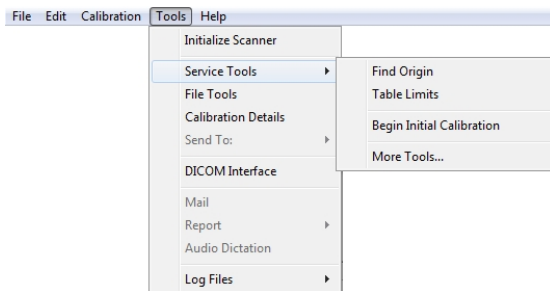 File Edit Calibration Tools Help
Initialize Scanner
Service Tools
File Tools
Calibration Details
Send To:
DICOM Interface
Mail
Report
Audio Dictation
Log Files
Find Origin
Table Limits
Begin Initial Calibration
More Tools...